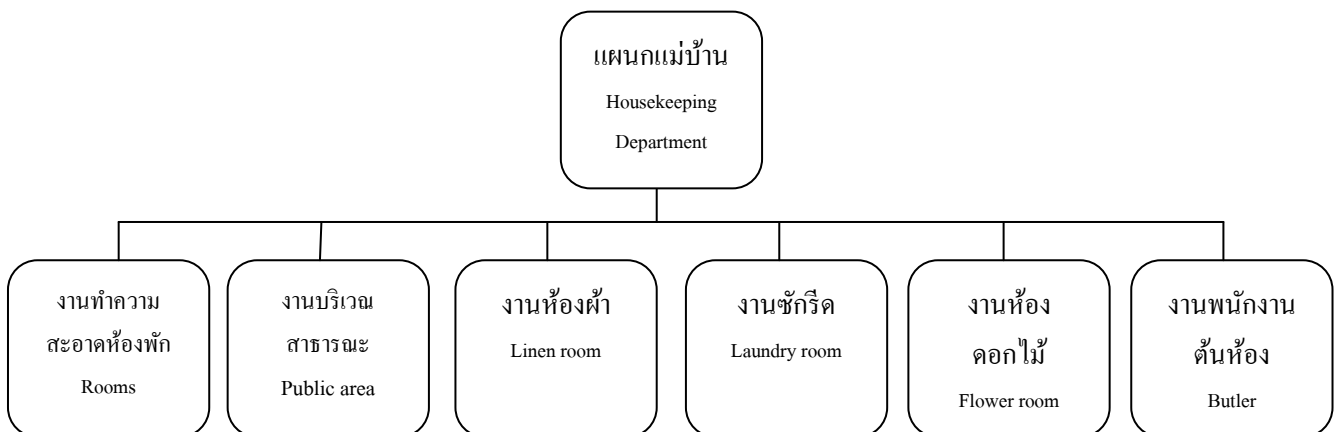 แผนกแม่บ้าน
Housekeeping
Department
งานทำความ
สะอาดห้องพัก
Rooms
งานบริเวณ
สาธารณะ
Public area
งานห้องผ้า
Linen room
งานซักรีด
Laundry room
งานห้อง
ดอกไม้
Flower room
งานพนักงาน
ต้นห้อง
Butler